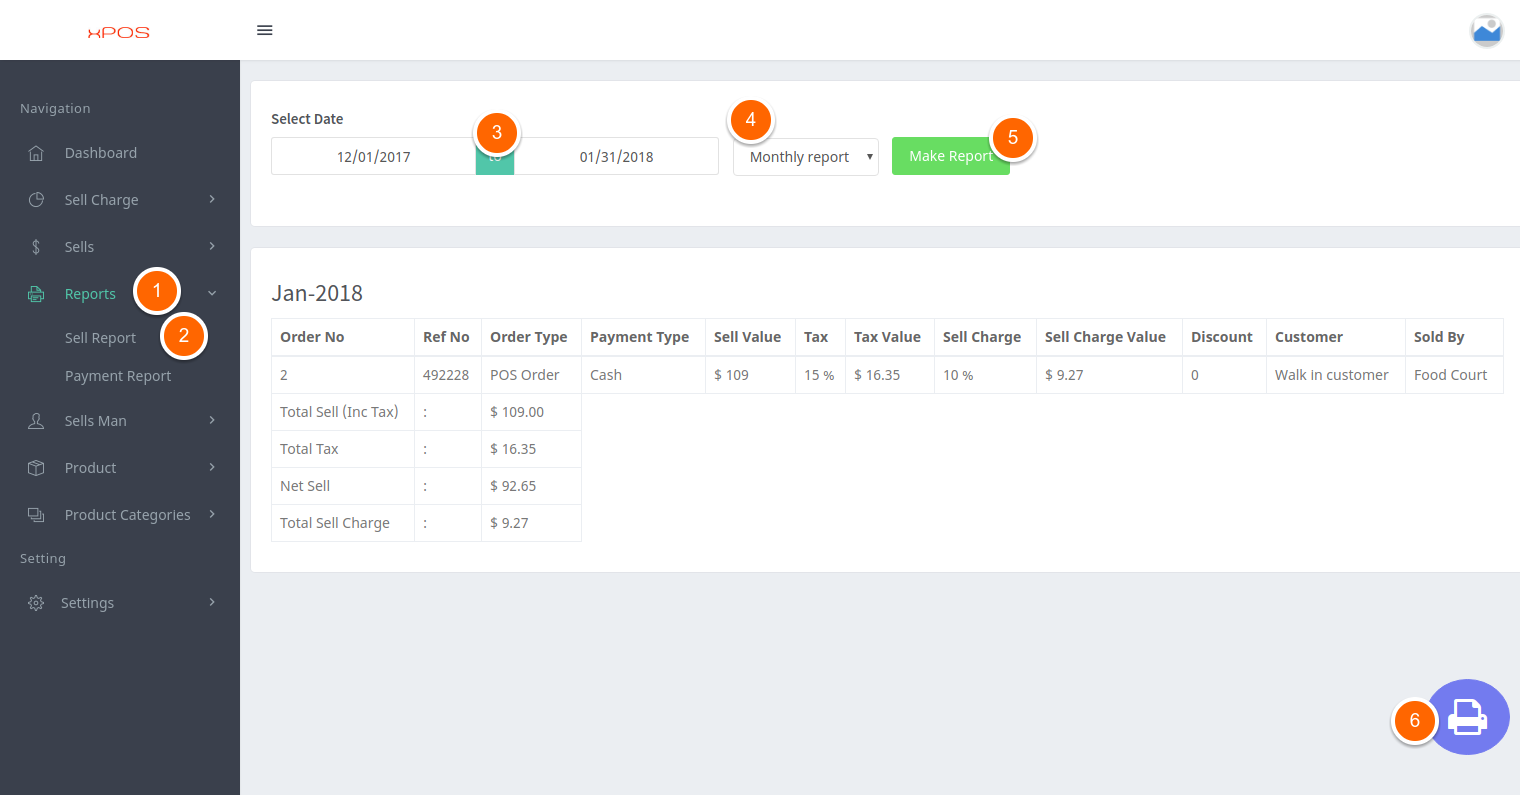 xPOS
Navigation
Dashboard
Sell Charge
Sells
Reports 1
Sell Report 2
Payment Report
Sells Man
Product
Product Categories
Setting
Settings
Select Date
12/01/2017 to 3 01/31/2018 4 Monthly report Make Report 5
Jan-2018
Order No Ref No Order Type Payment Type Sell Value Tax Tax Value Sell Charge Sell Charge Value Discount Customer Sold By
2 492228 POS Order Cash $ 109 15 % $ 16.35 10 % $ 9.27 0 Walk in customer Food Court
Total Sell (Inc Tax) : $ 109.00
Total Tax : $ 16.35
Net Sell : $ 92.65
Total Sell Charge : $ 9.27
6